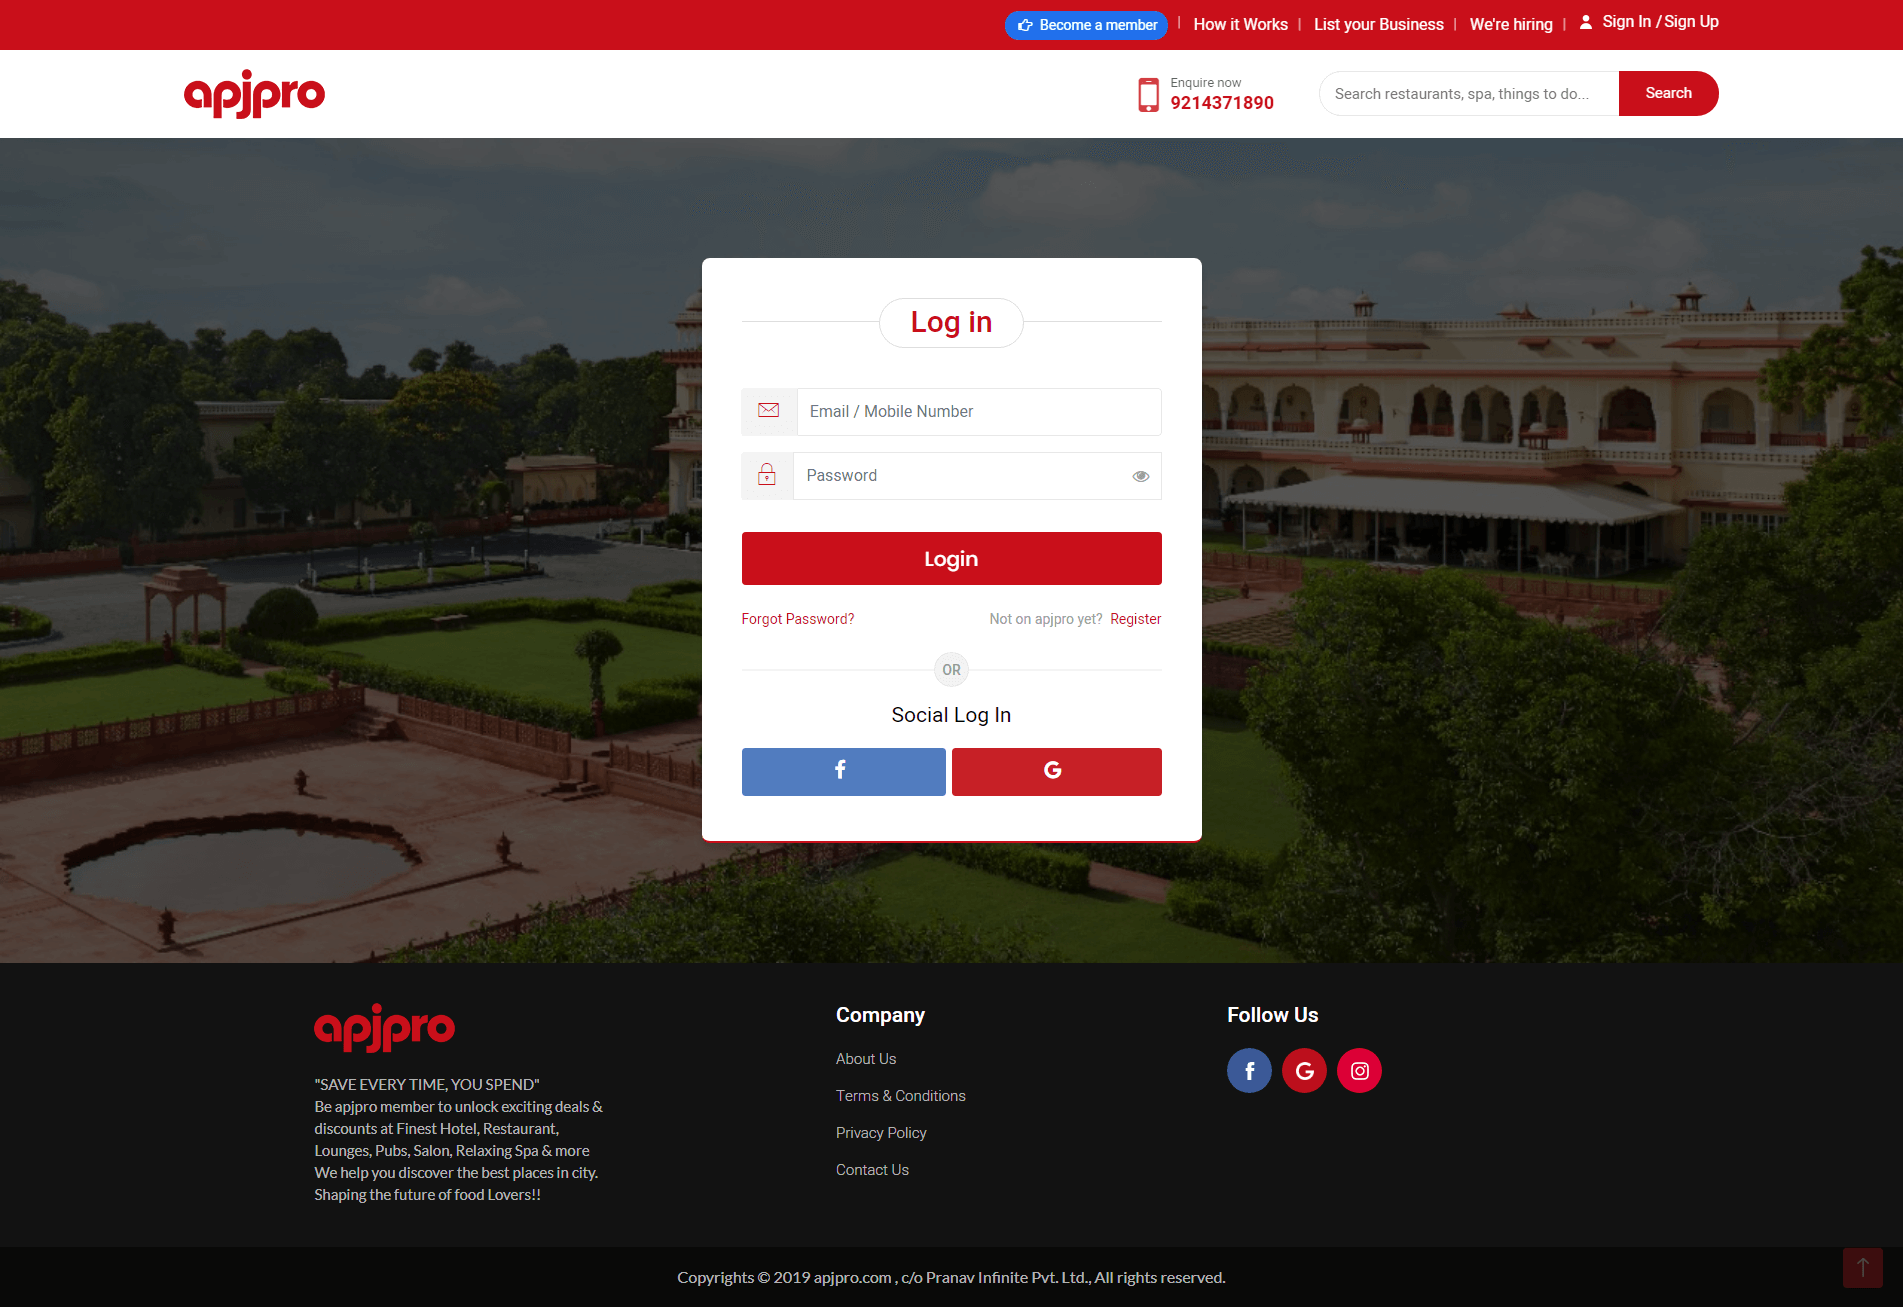 Become a member
How it Works
List your Business
We're hiring
Sign In / Sign Up
apjpro
Enquire now
9214371890
Search restaurants, spa, things to do...
Search
Log in
Email / Mobile Number
Password
Login
Forgot Password?
Not on apjpro yet? Register
OR
Social Log In
apjpro
"SAVE EVERY TIME, YOU SPEND"
Be apjpro member to unlock exciting deals &
discounts at Finest Hotel, Restaurant,
Lounges, Pubs, Salon, Relaxing Spa & more
We help you discover the best places in city.
Shaping the future of food Lovers!!
Company
About Us
Terms & Conditions
Privacy Policy
Contact Us
Follow Us
Copyrights © 2019 apjpro.com , c/o Pranav Infinite Pvt. Ltd., All rights reserved.